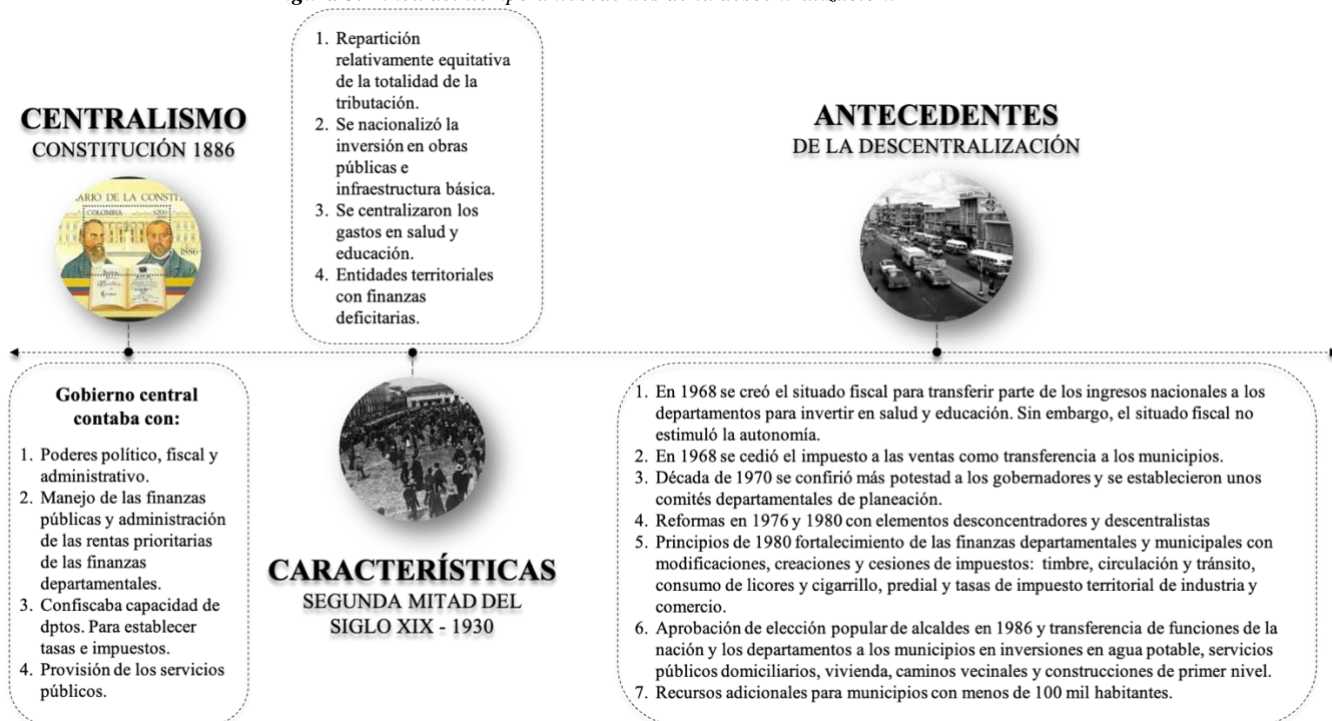 CENTRALISMO
CONSTITUCIÓN 1886
ARIO DE LA CONSTI
COLOMBIA
1886
Gobierno central
contaba con:
1. Poderes político, fiscal y
administrativo.
2. Manejo de las finanzas
públicas y administración
de las rentas prioritarias
de las finanzas
departamentales.
3. Confiscaba capacidad de
dptos. Para establecer
tasas e impuestos.
4. Provisión de los servicios
públicos.
1. Repartición
relativamente equitativa
de la totalidad de la
tributación.
2. Se nacionalizó la
inversión en obras
públicas e
infraestructura básica.
3. Se centralizaron los
gastos en salud y
educación.
4. Entidades territoriales
con finanzas
deficitarias.
CARACTERÍSTICAS
SEGUNDA MITAD DEL
SIGLO XIX - 1930
ANTECEDENTES
DE LA DESCENTRALIZACIÓN
1. En 1968 se creó el situado fiscal para transferir parte de los ingresos nacionales a los
departamentos para invertir en salud y educación. Sin embargo, el situado fiscal no
estimuló la autonomía.
2. En 1968 se cedió el impuesto a las ventas como transferencia a los municipios.
3. Década de 1970 se confirió más potestad a los gobernadores y se establecieron unos
comités departamentales de planeación.
4. Reformas en 1976 y 1980 con elementos desconcentradores y descentralistas
5. Principios de 1980 fortalecimiento de las finanzas departamentales y municipales con
modificaciones, creaciones y cesiones de impuestos: timbre, circulación y tránsito,
consumo de licores y cigarrillo, predial y tasas de impuesto territorial de industria y
comercio.
6. Aprobación de elección popular de alcaldes en 1986 y transferencia de funciones de la
nación y los departamentos a los municipios en inversiones en agua potable, servicios
públicos domiciliarios, vivienda, caminos vecinales y construcciones de primer nivel.
7. Recursos adicionales para municipios con menos de 100 mil habitantes.